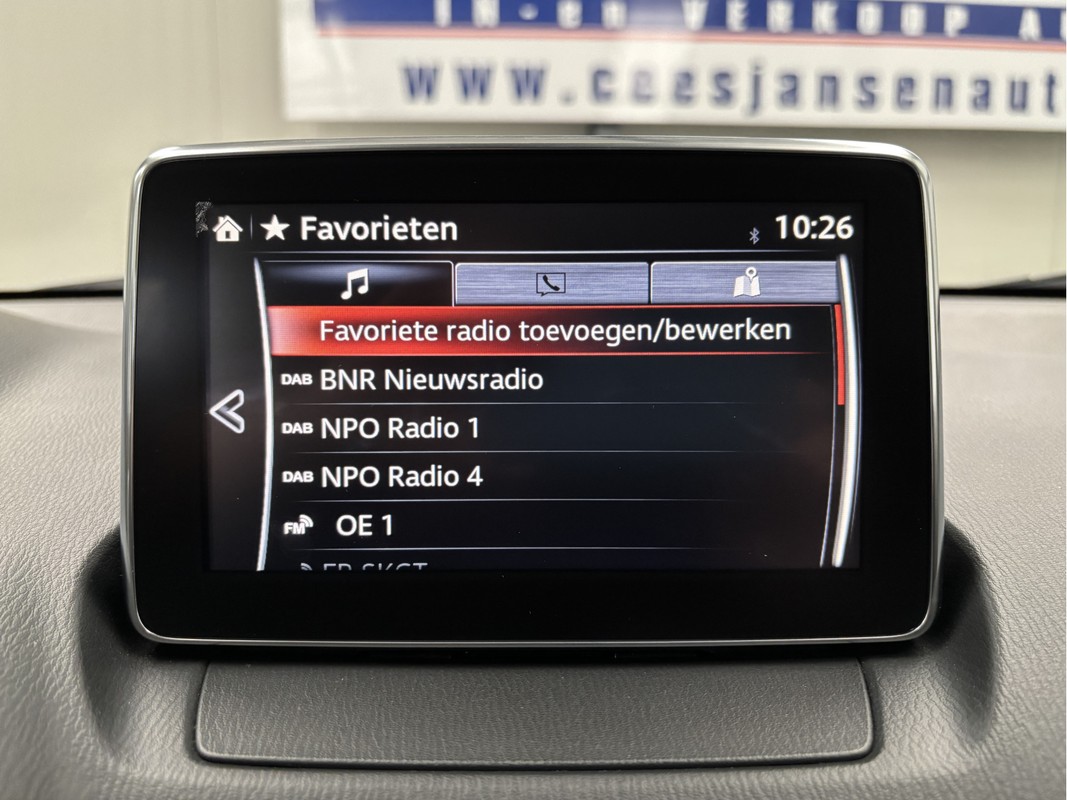 IN- en VERKOOP
www.ceesjansenaut
Favorieten
10:26
Favoriete radio toevoegen/bewerken
DAB BNR Nieuwsradio
DAB NPO Radio 1
DAB NPO Radio 4
FM OE 1